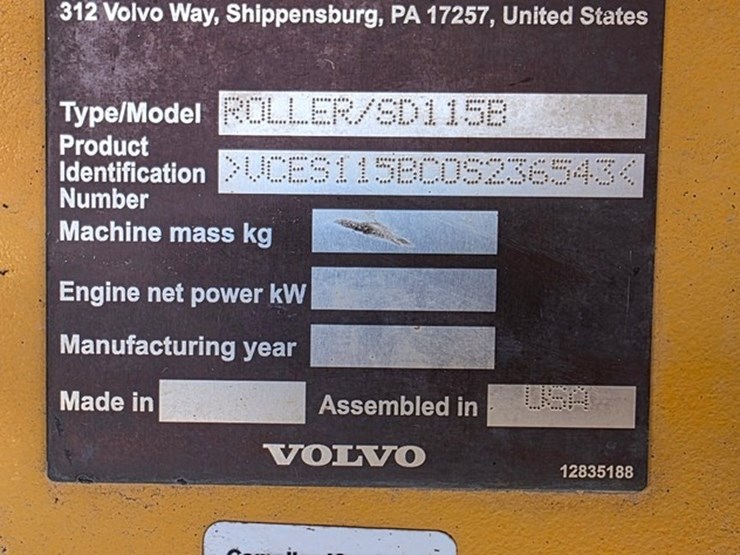 312 Volvo Way, Shippensburg, PA 17257, United States
Type/Model ROLLER/SD115B
Product
Identification >VCES115BC0S236543<
Number
Machine mass kg
Engine net power kW
Manufacturing year
Made in Assembled in USA
VOLVO
12835188